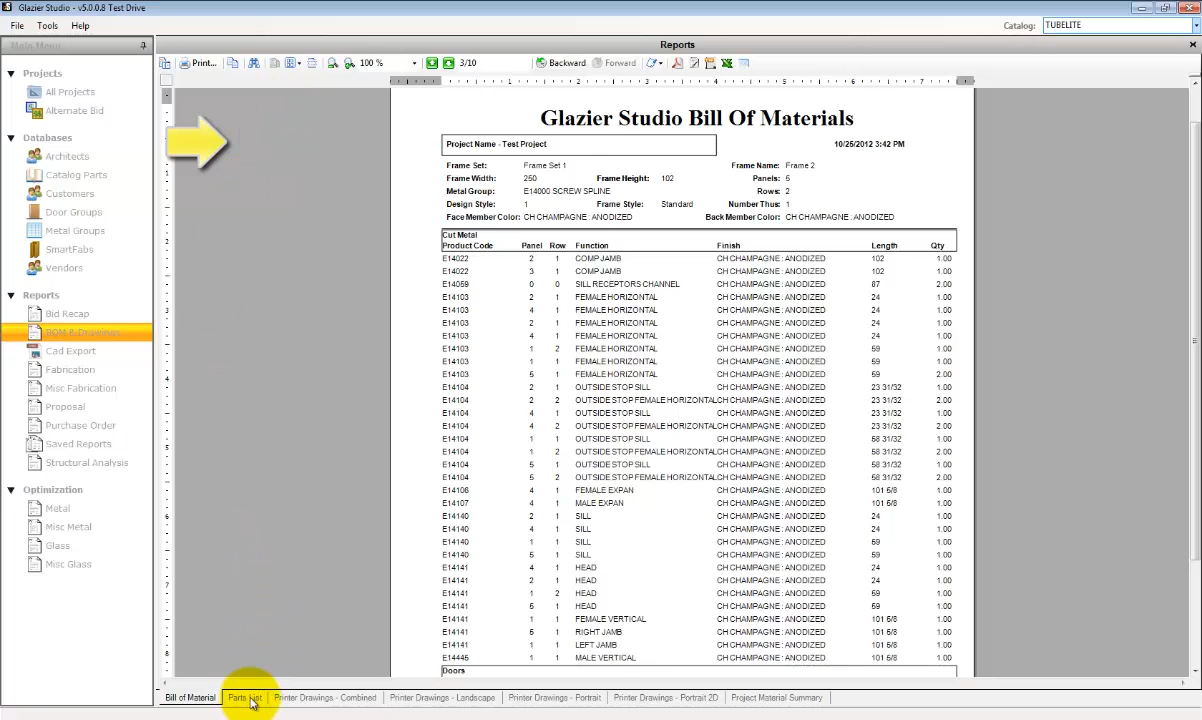 Glazier Studio - v5.0.0.8 Test Drive
File Tools Help
Catalog: TUBELITE
Main Menu
Projects
All Projects
Alternate Bid
Databases
Architects
Catalog Parts
Customers
Door Groups
Metal Groups
SmartFabs
Vendors
Reports
Bid Recap
BOM & Drawings
Cad Export
Fabrication
Misc Fabrication
Proposal
Purchase Order
Saved Reports
Structural Analysis
Optimization
Metal
Misc Metal
Glass
Misc Glass
Reports
Print... 100 % 3/10 Backward Forward
1 2 3 4 5 6 7
Glazier Studio Bill Of Materials
Project Name - Test Project 10/25/2012 3:42 PM
Frame Set: Frame Set 1 Frame Name: Frame 2
Frame Width: 250 Frame Height: 102 Panels: 5
Metal Group: E14000 SCREW SPLINE Rows: 2
Design Style: 1 Frame Style: Standard Number Thus: 1
Face Member Color: CH CHAMPAGNE : ANODIZED Back Member Color: CH CHAMPAGNE : ANODIZED
Cut Metal
Product Code Panel Row Function Finish Length Qty
E14022 2 1 COMP JAMB CH CHAMPAGNE : ANODIZED 102 1.00
E14022 3 1 COMP JAMB CH CHAMPAGNE : ANODIZED 102 1.00
E14059 0 0 SILL RECEPTORS CHANNEL CH CHAMPAGNE : ANODIZED 87 2.00
E14103 2 1 FEMALE HORIZONTAL CH CHAMPAGNE : ANODIZED 24 1.00
E14103 4 1 FEMALE HORIZONTAL CH CHAMPAGNE : ANODIZED 24 1.00
E14103 2 1 FEMALE HORIZONTAL CH CHAMPAGNE : ANODIZED 24 1.00
E14103 4 1 FEMALE HORIZONTAL CH CHAMPAGNE : ANODIZED 24 1.00
E14103 1 2 FEMALE HORIZONTAL CH CHAMPAGNE : ANODIZED 59 1.00
E14103 1 1 FEMALE HORIZONTAL CH CHAMPAGNE : ANODIZED 59 1.00
E14103 5 1 FEMALE HORIZONTAL CH CHAMPAGNE : ANODIZED 59 2.00
E14104 2 1 OUTSIDE STOP SILL CH CHAMPAGNE : ANODIZED 23 31/32 1.00
E14104 2 2 OUTSIDE STOP FEMALE HORIZONTAL CH CHAMPAGNE : ANODIZED 23 31/32 2.00
E14104 4 1 OUTSIDE STOP SILL CH CHAMPAGNE : ANODIZED 23 31/32 1.00
E14104 4 2 OUTSIDE STOP FEMALE HORIZONTAL CH CHAMPAGNE : ANODIZED 23 31/32 2.00
E14104 1 1 OUTSIDE STOP SILL CH CHAMPAGNE : ANODIZED 58 31/32 1.00
E14104 1 2 OUTSIDE STOP FEMALE HORIZONTAL CH CHAMPAGNE : ANODIZED 58 31/32 2.00
E14104 5 1 OUTSIDE STOP SILL CH CHAMPAGNE : ANODIZED 58 31/32 1.00
E14104 5 2 OUTSIDE STOP FEMALE HORIZONTAL CH CHAMPAGNE : ANODIZED 58 31/32 2.00
E14106 4 1 FEMALE EXPAN CH CHAMPAGNE : ANODIZED 101 5/8 1.00
E14107 4 1 MALE EXPAN CH CHAMPAGNE : ANODIZED 101 5/8 1.00
E14140 2 1 SILL CH CHAMPAGNE : ANODIZED 24 1.00
E14140 4 1 SILL CH CHAMPAGNE : ANODIZED 24 1.00
E14140 1 1 SILL CH CHAMPAGNE : ANODIZED 59 1.00
E14140 5 1 SILL CH CHAMPAGNE : ANODIZED 59 1.00
E14141 4 1 HEAD CH CHAMPAGNE : ANODIZED 24 1.00
E14141 2 1 HEAD CH CHAMPAGNE : ANODIZED 24 1.00
E14141 1 2 HEAD CH CHAMPAGNE : ANODIZED 59 1.00
E14141 5 1 HEAD CH CHAMPAGNE : ANODIZED 59 1.00
E14141 1 1 FEMALE VERTICAL CH CHAMPAGNE : ANODIZED 101 5/8 1.00
E14141 5 1 RIGHT JAMB CH CHAMPAGNE : ANODIZED 101 5/8 1.00
E14141 1 1 LEFT JAMB CH CHAMPAGNE : ANODIZED 101 5/8 1.00
E14445 1 1 MALE VERTICAL CH CHAMPAGNE : ANODIZED 101 5/8 1.00
Doors
Bill of Material Parts List Printer Drawings - Combined Printer Drawings - Landscape Printer Drawings - Portrait Printer Drawings - Portrait 2D Project Material Summary